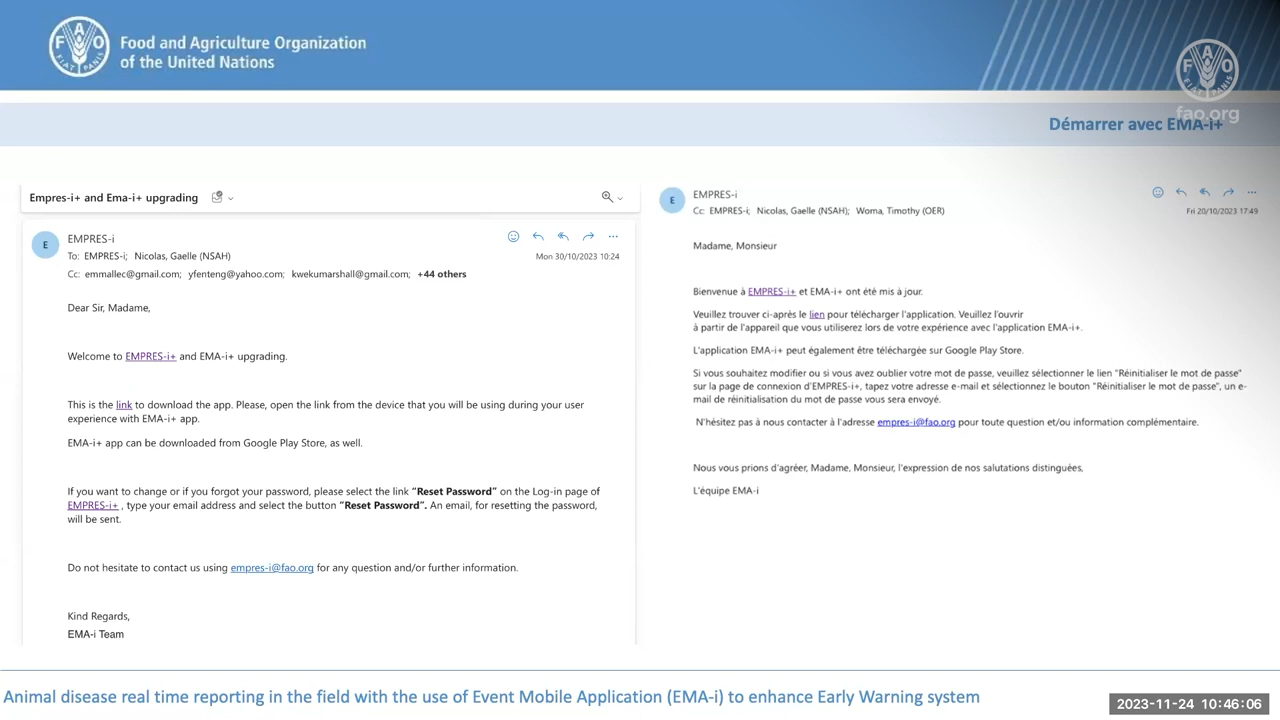 Food and Agriculture Organization
of the United Nations
FAO
FIAT PANIS
fao.org
Démarrer avec EMA-i+
Empres-i+ and Ema-i+ upgrading
E
EMPRES-i
To: EMPRES-i; Nicolas, Gaelle (NSAH)
Mon 30/10/2023 10:24
Cc: emmallec@gmail.com; yfenteng@yahoo.com; kwekumarshall@gmail.com; +44 others
Dear Sir, Madame,
Welcome to EMPRES-i+ and EMA-i+ upgrading.
This is the link to download the app. Please, open the link from the device that you will be using during your user
experience with EMA-i+ app.
EMA-i+ app can be downloaded from Google Play Store, as well.
If you want to change or if you forgot your password, please select the link “Reset Password” on the Log-in page of
EMPRES-i+ , type your email address and select the button “Reset Password”. An email, for resetting the password,
will be sent.
Do not hesitate to contact us using empres-i@fao.org for any question and/or further information.
Kind Regards,
EMA-i Team
E
EMPRES-i
Cc: EMPRES-i; Nicolas, Gaelle (NSAH); Woma, Timothy (OER)
Fri 20/10/2023 17:49
Madame, Monsieur
Bienvenue à EMPRES-i+ et EMA-i+ ont été mis à jour.
Veuillez trouver ci-après le lien pour télécharger l'application. Veuillez l'ouvrir
à partir de l'appareil que vous utiliserez lors de votre expérience avec l'application EMA-i+.
L'application EMA-i+ peut également être téléchargée sur Google Play Store.
Si vous souhaitez modifier ou si vous avez oublier votre mot de passe, veuillez sélectionner le lien "Réinitialiser le mot de passe"
sur la page de connexion d'EMPRES-i+, tapez votre adresse e-mail et sélectionnez le bouton "Réinitialiser le mot de passe", un e-
mail de réinitialisation du mot de passe vous sera envoyé.
N'hésitez pas à nous contacter à l'adresse empres-i@fao.org pour toute question et/ou information complémentaire.
Nous vous prions d'agréer, Madame, Monsieur, l'expression de nos salutations distinguées,
L'équipe EMA-i
Animal disease real time reporting in the field with the use of Event Mobile Application (EMA-i) to enhance Early Warning system
2023-11-24 10:46:06